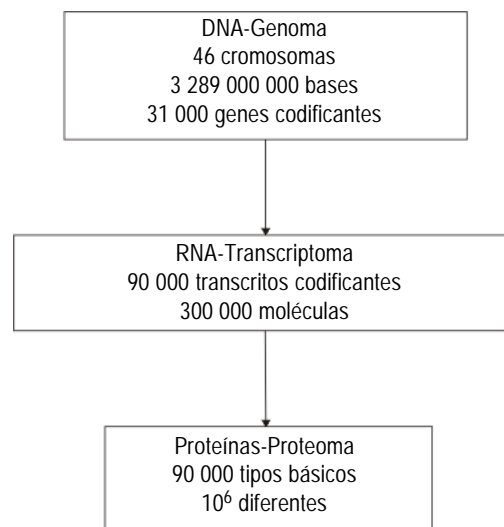 DNA-Genoma
46 cromosomas
3 289 000 000 bases
31 000 genes codificantes
RNA-Transcriptoma
90 000 transcritos codificantes
300 000 moléculas
Proteínas-Proteoma
90 000 tipos básicos
10⁶ diferentes